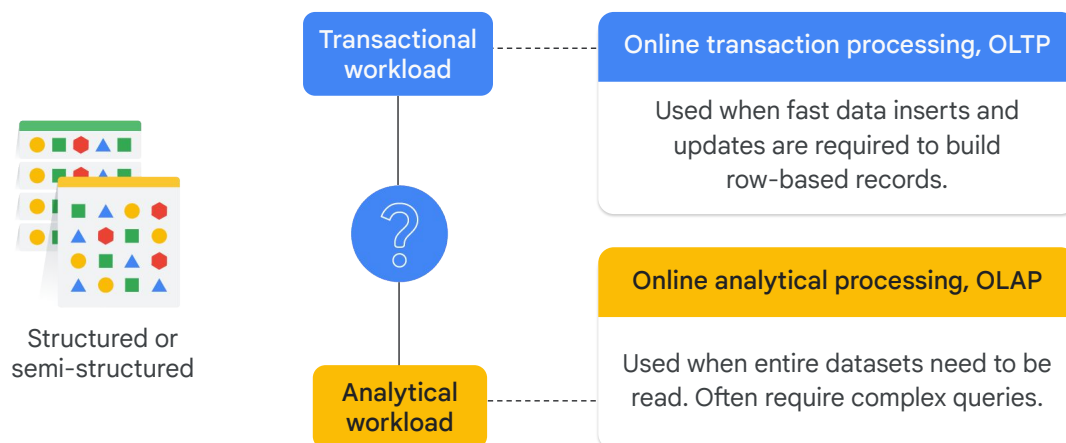 Transactional
workload
Online transaction processing, OLTP
Used when fast data inserts and
updates are required to build
row-based records.
?
Structured or
semi-structured
Online analytical processing, OLAP
Used when entire datasets need to be
read. Often require complex queries.
Analytical
workload